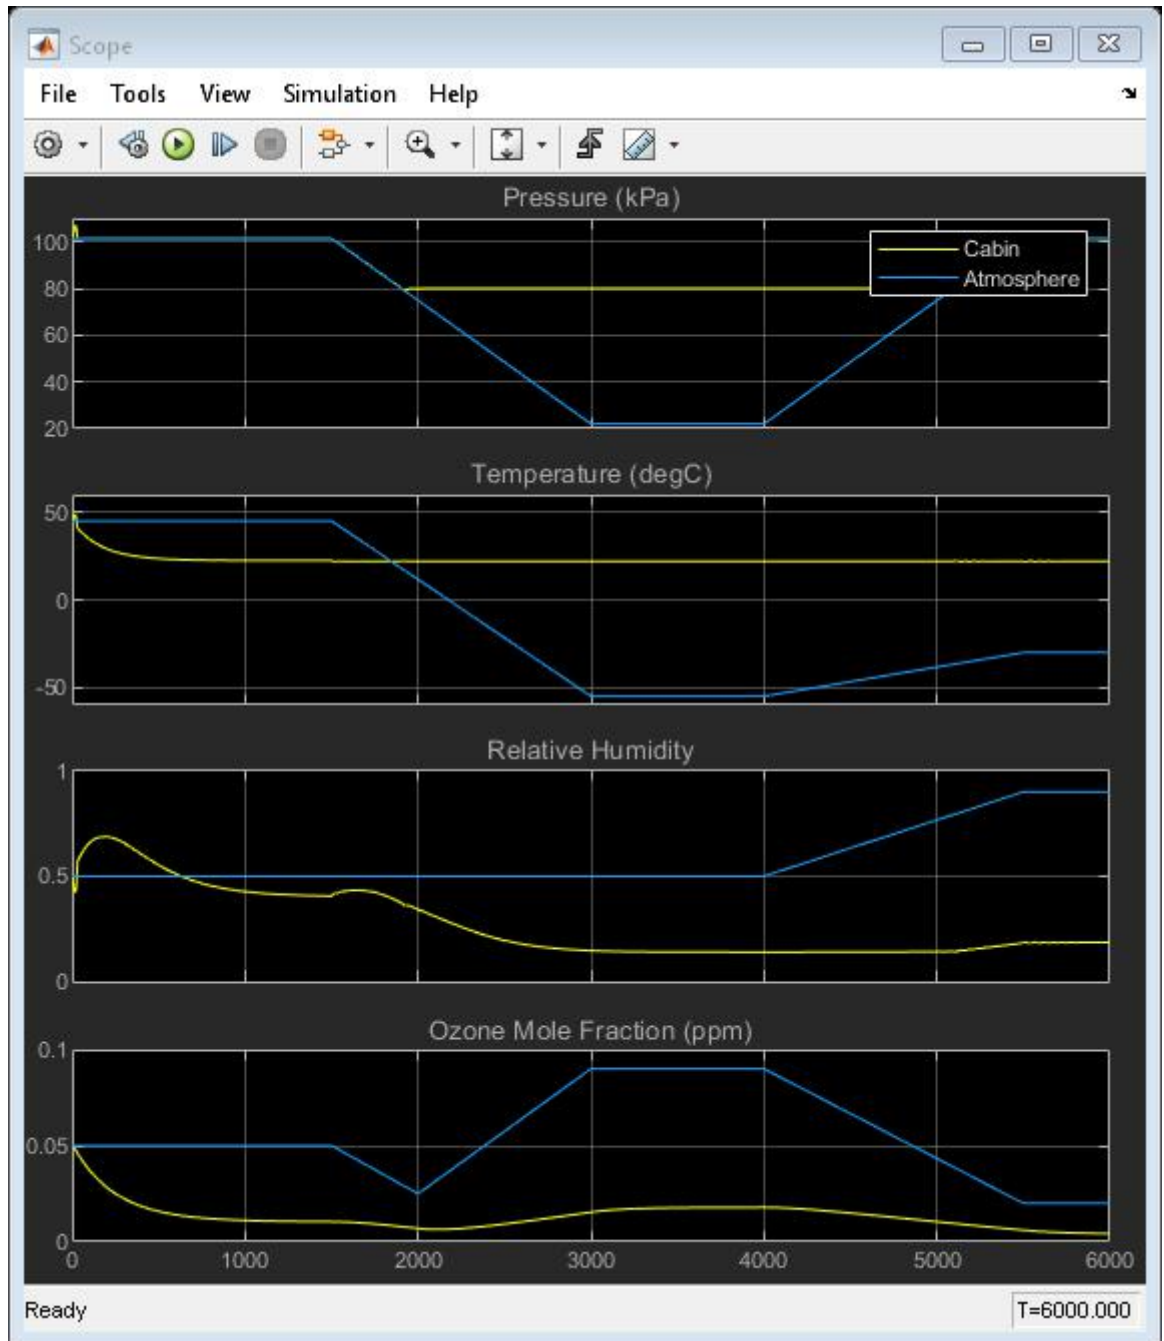 Scope
File Tools View Simulation Help
Pressure (kPa)
100
80
60
40
20
Cabin
Atmosphere
Temperature (degC)
50
0
-50
Relative Humidity
1
0.5
0
Ozone Mole Fraction (ppm)
0.1
0.05
0
0 1000 2000 3000 4000 5000 6000
Ready T=6000.000